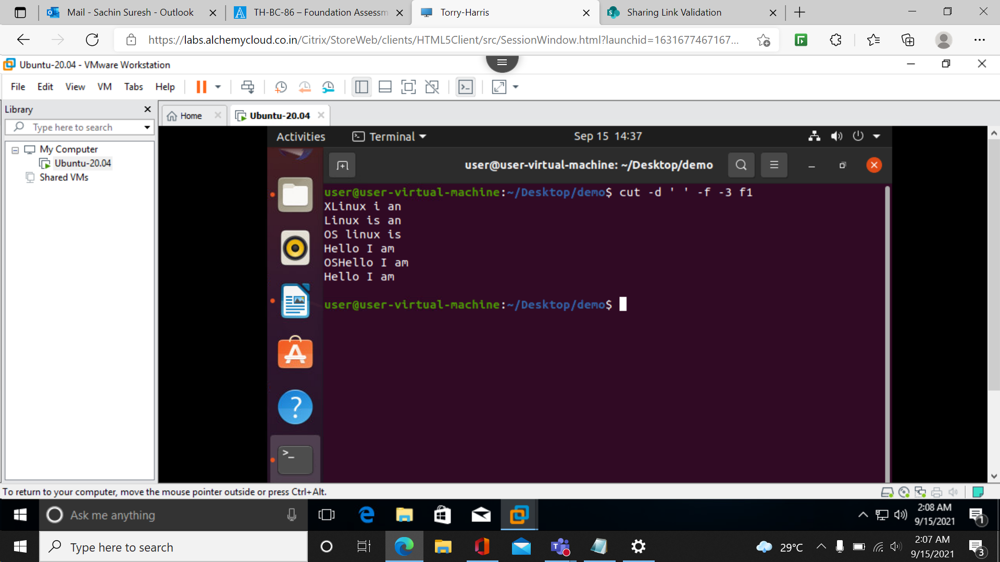 Mail - Sachin Suresh - Outlook
TH-BC-86 – Foundation Assessm
Torry-Harris
Sharing Link Validation
https://labs.alchemycloud.co.in/Citrix/StoreWeb/clients/HTML5Client/src/SessionWindow.html?launchid=1631677467167...
Ubuntu-20.04 - VMware Workstation
File Edit View VM Tabs Help
Library
Type here to search
My Computer
Ubuntu-20.04
Shared VMs
Home
Ubuntu-20.04
Activities Terminal Sep 15 14:37
user@user-virtual-machine: ~/Desktop/demo
user@user-virtual-machine:~/Desktop/demo$ cut -d ' ' -f -3 f1
XLinux i an
Linux is an
OS linux is
Hello I am
OSHello I am
Hello I am
user@user-virtual-machine:~/Desktop/demo$
To return to your computer, move the mouse pointer outside or press Ctrl+Alt.
Ask me anything
2:08 AM
9/15/2021
1
Type here to search
29°C
2:07 AM
9/15/2021
3